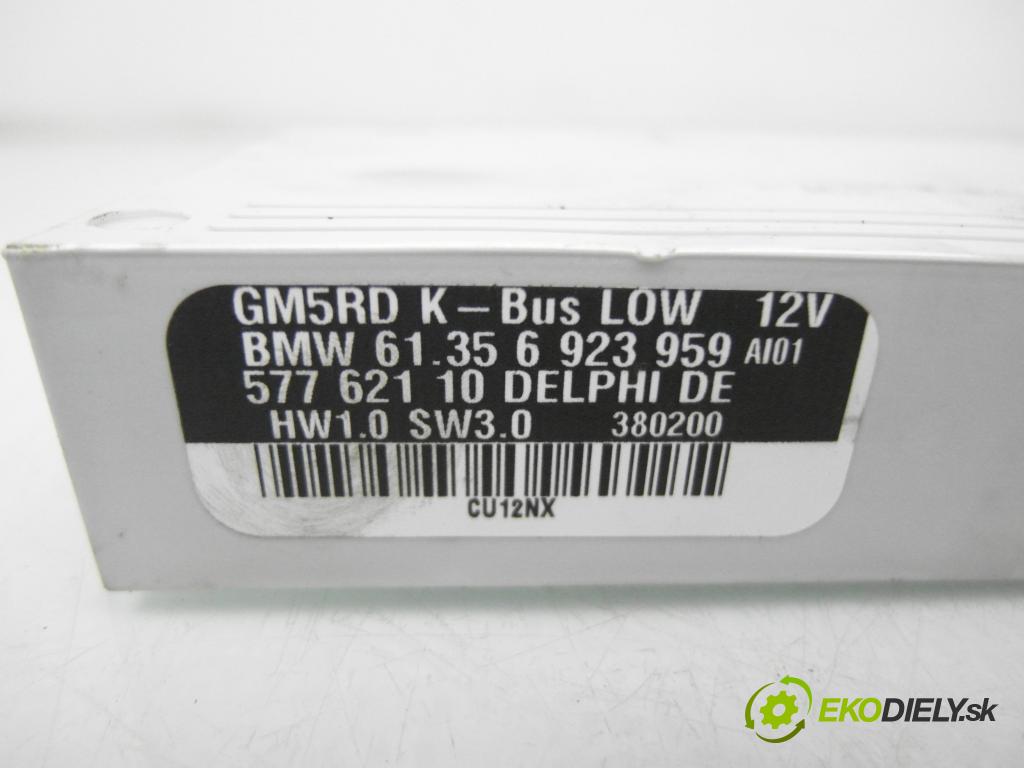 GM5RD K-Bus LOW 12V
BMW 61.35 6 923 959 AI01
577 621 10 DELPHI DE
HW1.0 SW3.0 380200
CU12NX
EKODIELY.sk